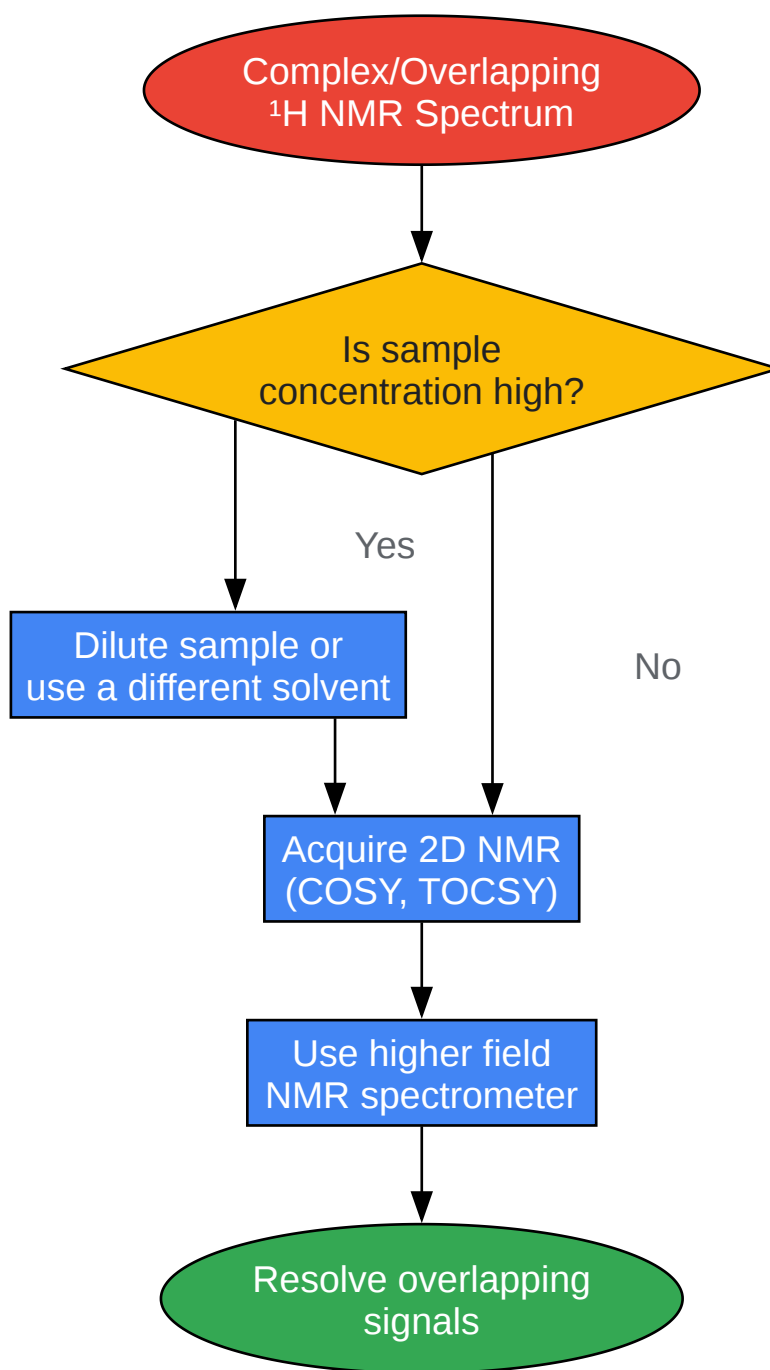 Complex/Overlapping
¹H NMR Spectrum
Is sample
concentration high?
Yes
Dilute sample or
use a different solvent
No
Acquire 2D NMR
(COSY, TOCSY)
Use higher field
NMR spectrometer
Resolve overlapping
signals